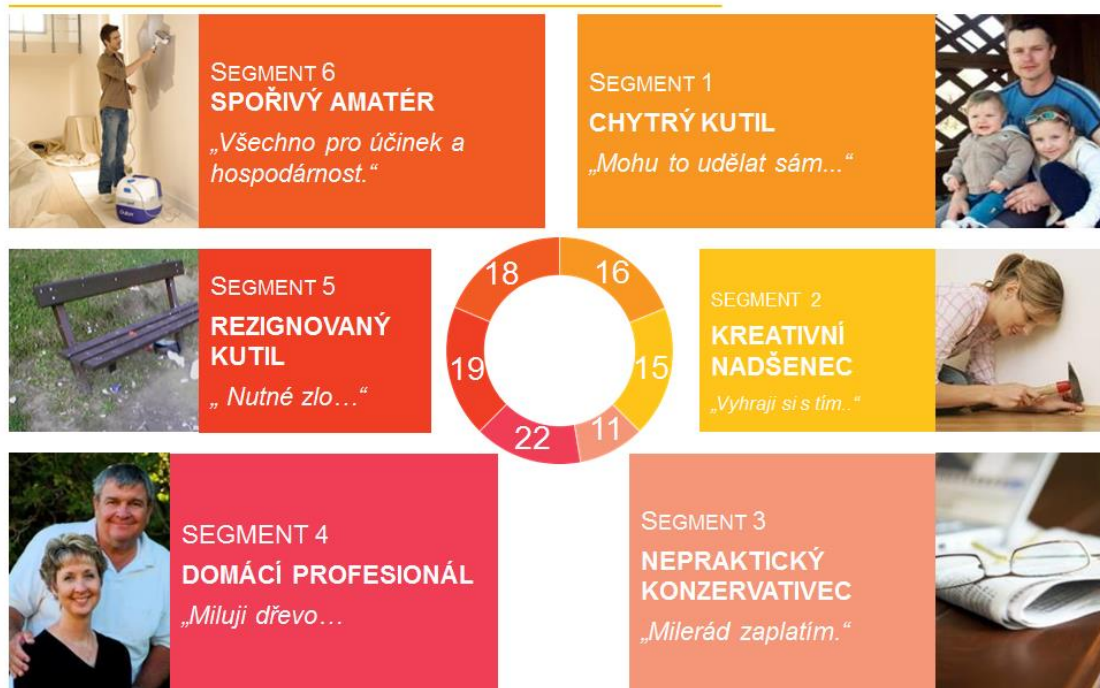 SEGMENT 6
SPOŘIVÝ AMATÉR
„Všechno pro účinek a
hospodárnost.“
SEGMENT 1
CHYTRÝ KUTIL
„Mohu to udělat sám...“
SEGMENT 5
REZIGNOVANÝ
KUTIL
„ Nutné zlo…“
18
16
19
15
22
11
SEGMENT 2
KREATIVNÍ
NADŠENEC
„Vyhraji si s tím..“
SEGMENT 4
DOMÁCÍ PROFESIONÁL
„Miluji dřevo…
SEGMENT 3
NEPRAKTICKÝ
KONZERVATIVEC
„Milerád zaplatím.“